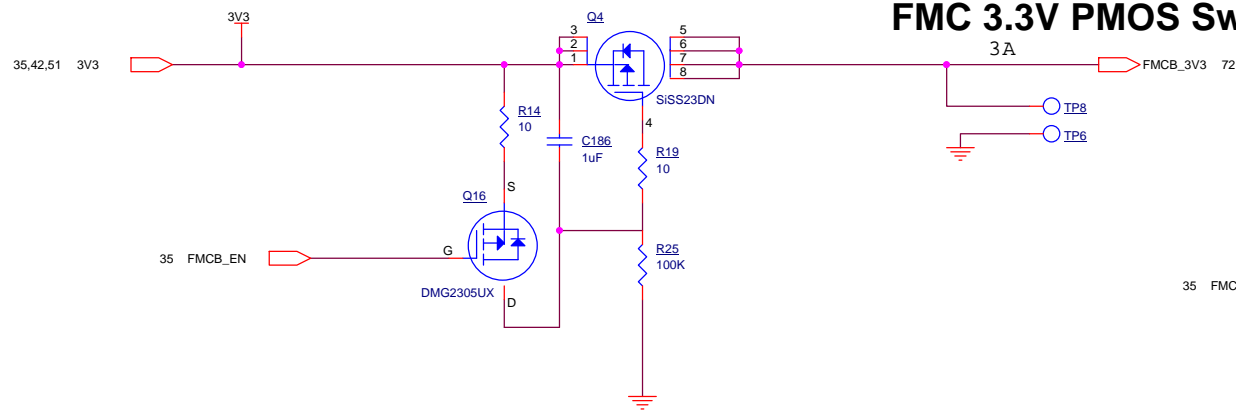 FMC 3.3V PMOS Sw
3A
3V3
Q4
3
2
1
5
6
7
8
35,42,51 3V3
FMCB_3V3 72
SiSS23DN
4
TP8
TP6
R14
10
C186
1uF
R19
10
S
Q16
G
35 FMCB_EN
R25
100K
DMG2305UX
D
35 FMC